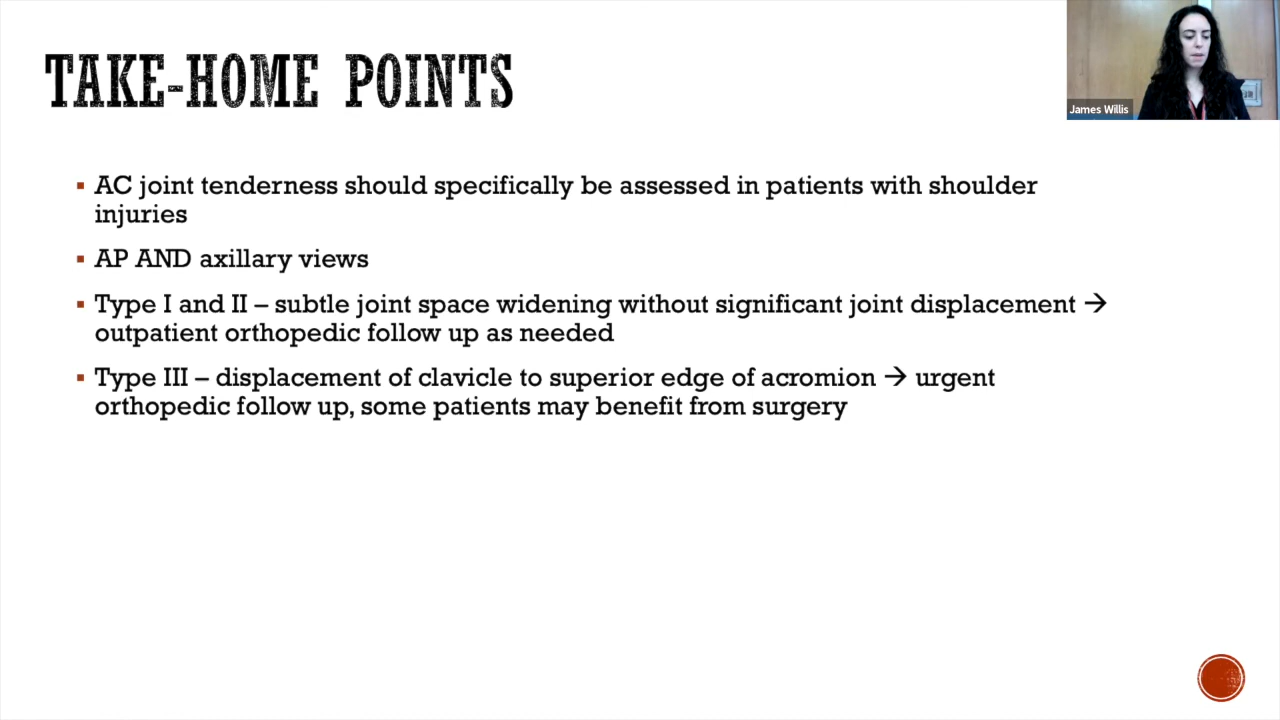 TAKE-HOME POINTS
James Willis
▪ AC joint tenderness should specifically be assessed in patients with shoulder
injuries
▪ AP AND axillary views
▪ Type I and II – subtle joint space widening without significant joint displacement →
outpatient orthopedic follow up as needed
▪ Type III – displacement of clavicle to superior edge of acromion → urgent
orthopedic follow up, some patients may benefit from surgery